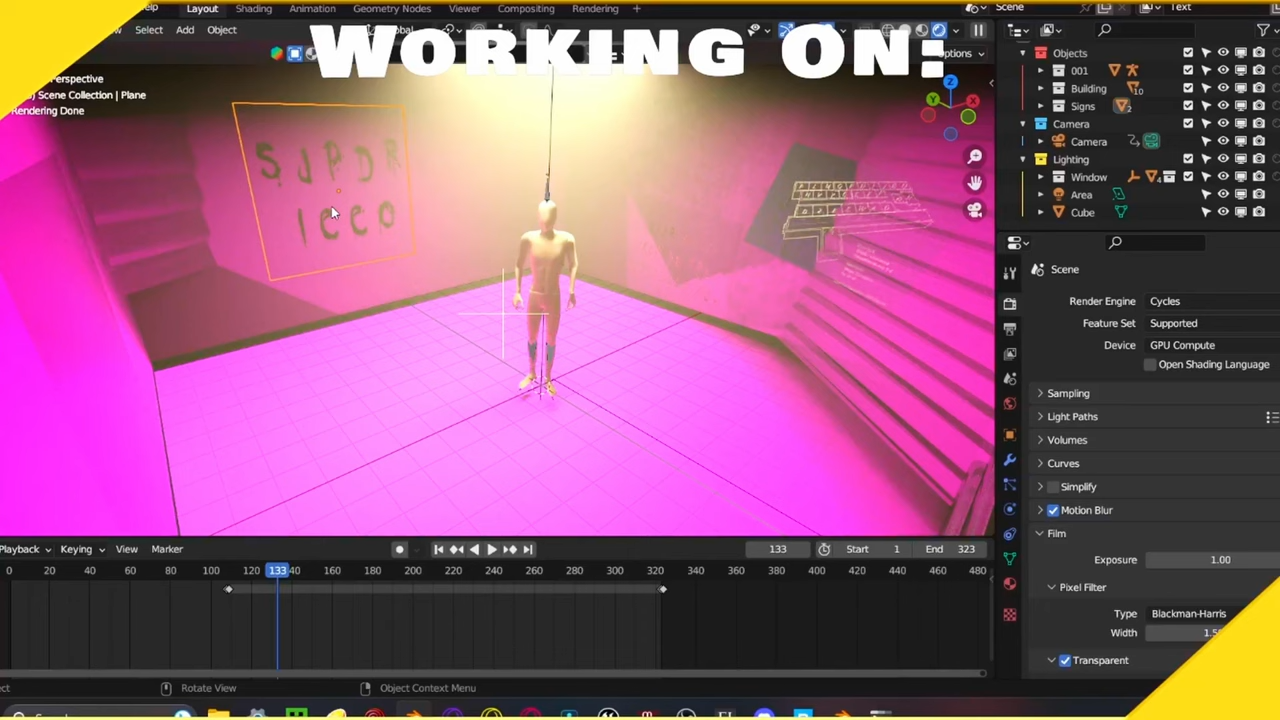 WORKING ON:
Layout Shading Animation Geometry Nodes Viewer Compositing Rendering + Scene Text
Select Add Object
Options
Perspective
Scene Collection | Plane
Rendering Done
Objects
001
Building 10
Signs 2
Camera
Camera
Lighting
Window 4
Area
Cube
Z
Y X
Scene
Render Engine Cycles
Feature Set Supported
Device GPU Compute
Open Shading Language
Sampling
Light Paths
Volumes
Curves
Simplify
Motion Blur
Film
Exposure 1.00
Pixel Filter
Type Blackman-Harris
Width
Transparent
Playback Keying View Marker 133 Start 1 End 323
0 20 40 60 80 100 120 133 160 180 200 220 240 260 280 300 320 340 360 380 400 420 440 460 480
Rotate View Object Context Menu